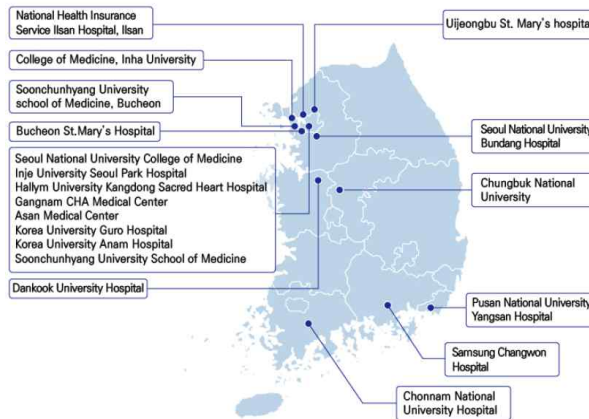 National Health Insurance
Service Ilsan Hospital, Ilsan
College of Medicine, Inha University
Soonchunhyang University
school of Medicine, Bucheon
Bucheon St.Mary's Hospital
Seoul National University College of Medicine
Inje University Seoul Park Hospital
Hallym University Kangdong Sacred Heart Hospital
Gangnam CHA Medical Center
Asan Medical Center
Korea University Guro Hospital
Korea University Anam Hospital
Soonchunhyang University School of Medicine
Dankook University Hospital
Uijeongbu St. Mary's hospital
Seoul National University
Bundang Hospital
Chungbuk National
University
Pusan National University
Yangsan Hospital
Samsung Changwon
Hospital
Chonnam National
University Hospital